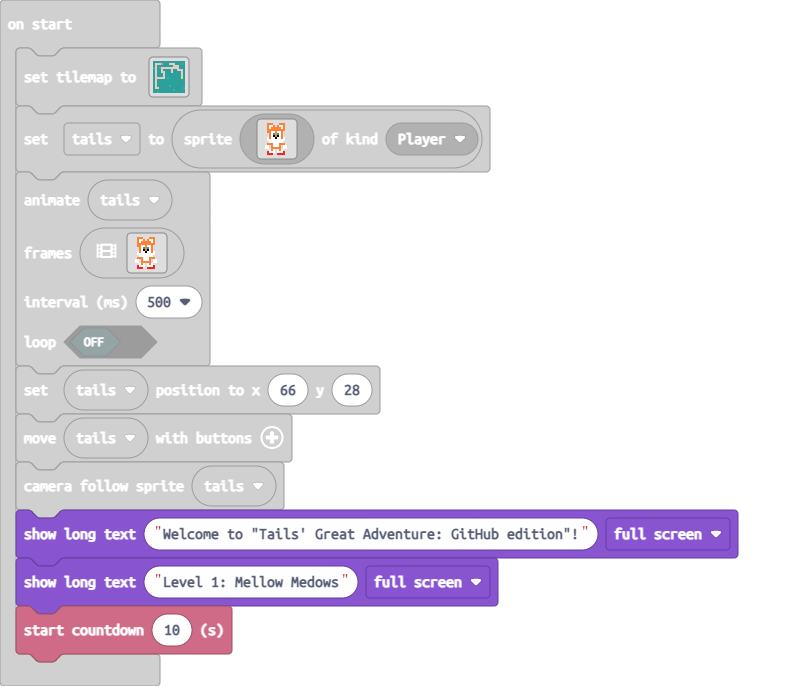 on start
set tilemap to
set tails to sprite of kind Player
animate tails
frames
interval (ms) 500
loop OFF
set tails position to x 66 y 28
move tails with buttons
camera follow sprite tails
show long text "Welcome to "Tails' Great Adventure: GitHub edition"!" full screen
show long text "Level 1: Mellow Medows" full screen
start countdown 10 (s)